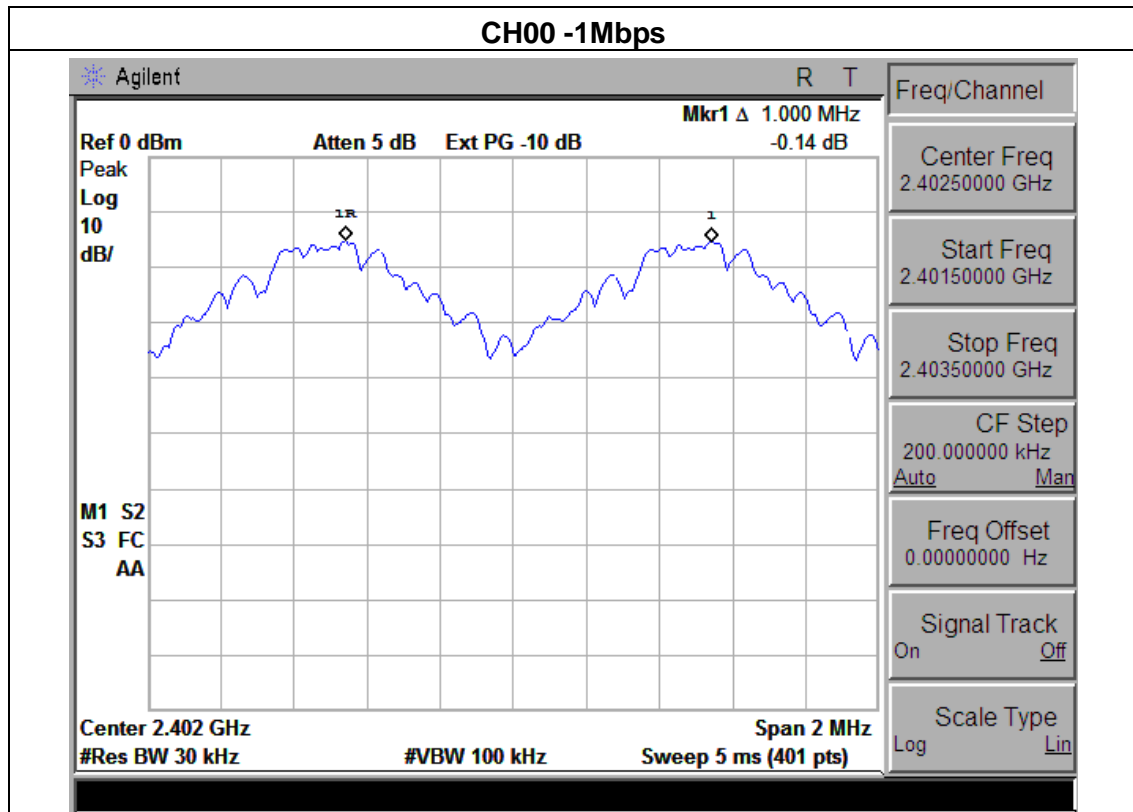 CH00 -1Mbps
Agilent R T
Freq/Channel
Mkr1 Δ 1.000 MHz
Ref 0 dBm Atten 5 dB Ext PG -10 dB -0.14 dB
Peak
Log
10
dB/
1R
1
M1 S2
S3 FC
AA
Center 2.402 GHz Span 2 MHz
#Res BW 30 kHz #VBW 100 kHz Sweep 5 ms (401 pts)
Center Freq
2.40250000 GHz
Start Freq
2.40150000 GHz
Stop Freq
2.40350000 GHz
CF Step
200.000000 kHz
Auto Man
Freq Offset
0.00000000 Hz
Signal Track
On Off
Scale Type
Log Lin